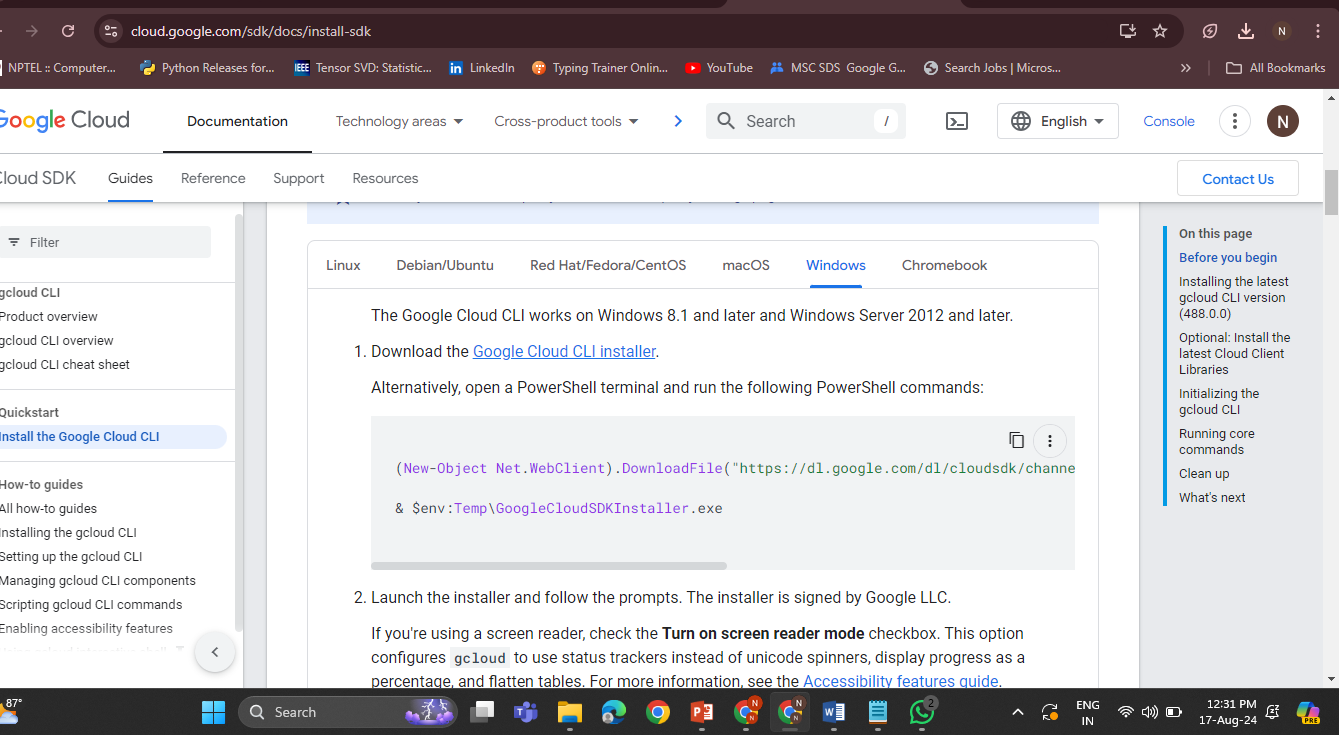 cloud.google.com/sdk/docs/install-sdk
N
NPTEL :: Computer...
Python Releases for...
IEEE Tensor SVD: Statistic...
in LinkedIn
Typing Trainer Onlin...
YouTube
MSC SDS Google G...
Search Jobs | Micros...
»
All Bookmarks
Google Cloud
Documentation
Technology areas
Cross-product tools
Search /
English
Console
N
Cloud SDK
Guides
Reference
Support
Resources
Contact Us
Filter
gcloud CLI
Product overview
gcloud CLI overview
gcloud CLI cheat sheet
Quickstart
Install the Google Cloud CLI
How-to guides
All how-to guides
Installing the gcloud CLI
Setting up the gcloud CLI
Managing gcloud CLI components
Scripting gcloud CLI commands
Enabling accessibility features
Linux
Debian/Ubuntu
Red Hat/Fedora/CentOS
macOS
Windows
Chromebook
The Google Cloud CLI works on Windows 8.1 and later and Windows Server 2012 and later.
1. Download the Google Cloud CLI installer.
Alternatively, open a PowerShell terminal and run the following PowerShell commands:
(New-Object Net.WebClient).DownloadFile("https://dl.google.com/dl/cloudsdk/channe
& $env:Temp\GoogleCloudSDKInstaller.exe
2. Launch the installer and follow the prompts. The installer is signed by Google LLC.
If you're using a screen reader, check the Turn on screen reader mode checkbox. This option
configures gcloud to use status trackers instead of unicode spinners, display progress as a
percentage, and flatten tables. For more information, see the Accessibility features guide.
On this page
Before you begin
Installing the latest
gcloud CLI version
(488.0.0)
Optional: Install the
latest Cloud Client
Libraries
Initializing the
gcloud CLI
Running core
commands
Clean up
What's next
87°
Search
N
N
2
ENG
IN
12:31 PM
17-Aug-24
PRE